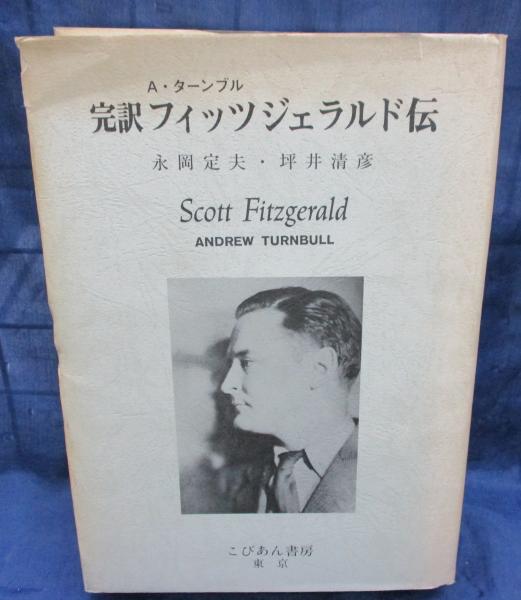 A・ターンブル
完訳フィッツジェラルド伝
永岡定夫・坪井清彦
Scott Fitzgerald
ANDREW TURNBULL
こびあん書房
東京